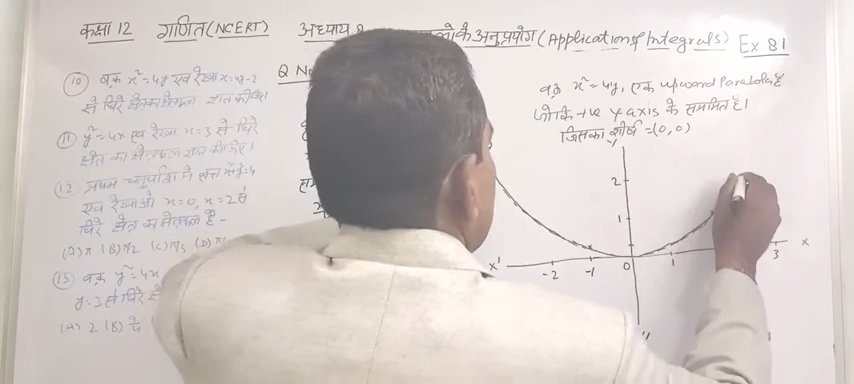 कक्षा 12 गणित (NCERT) अध्याय के अनुप्रयोग (Application of Integrals) Ex 8.1
Q No
(10) वक्र x² = 4y एवं रेखा x = 4y - 2
से घिरे क्षेत्र का क्षेत्रफल ज्ञात कीजिए।
(11) y² = 4x एवं रेखा x = 3 से घिरे
क्षेत्र का क्षेत्रफल ज्ञात कीजिए।
(12) प्रथम चतुर्थांश में वृत्त x² + y² = 4
एवं रेखाओं x = 0, x = 2 से
घिरे क्षेत्र का क्षेत्रफल है -
(A) π (B) π/2 (C) π/3 (D) π/
(13) वक्र y² = 4x
y = 3 से घिरे
(A) 2 (B)
वक्र x² = 4y, एक upward Parabola है
जोकि +ve y axis के सममित है।
जिसका शीर्ष = (0, 0)
Y
2
1
X' -2 -1 0 1 3 X